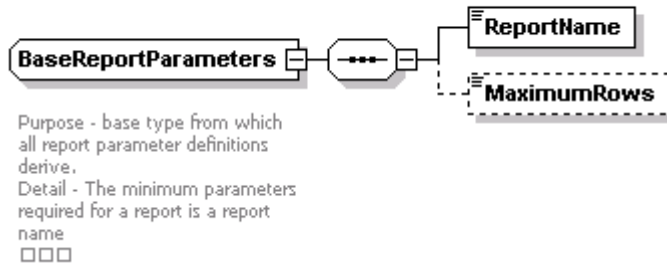 ReportName
BaseReportParameters
MaximumRows
Purpose - base type from which
all report parameter definitions
derive.
Detail - The minimum parameters
required for a report is a report
name